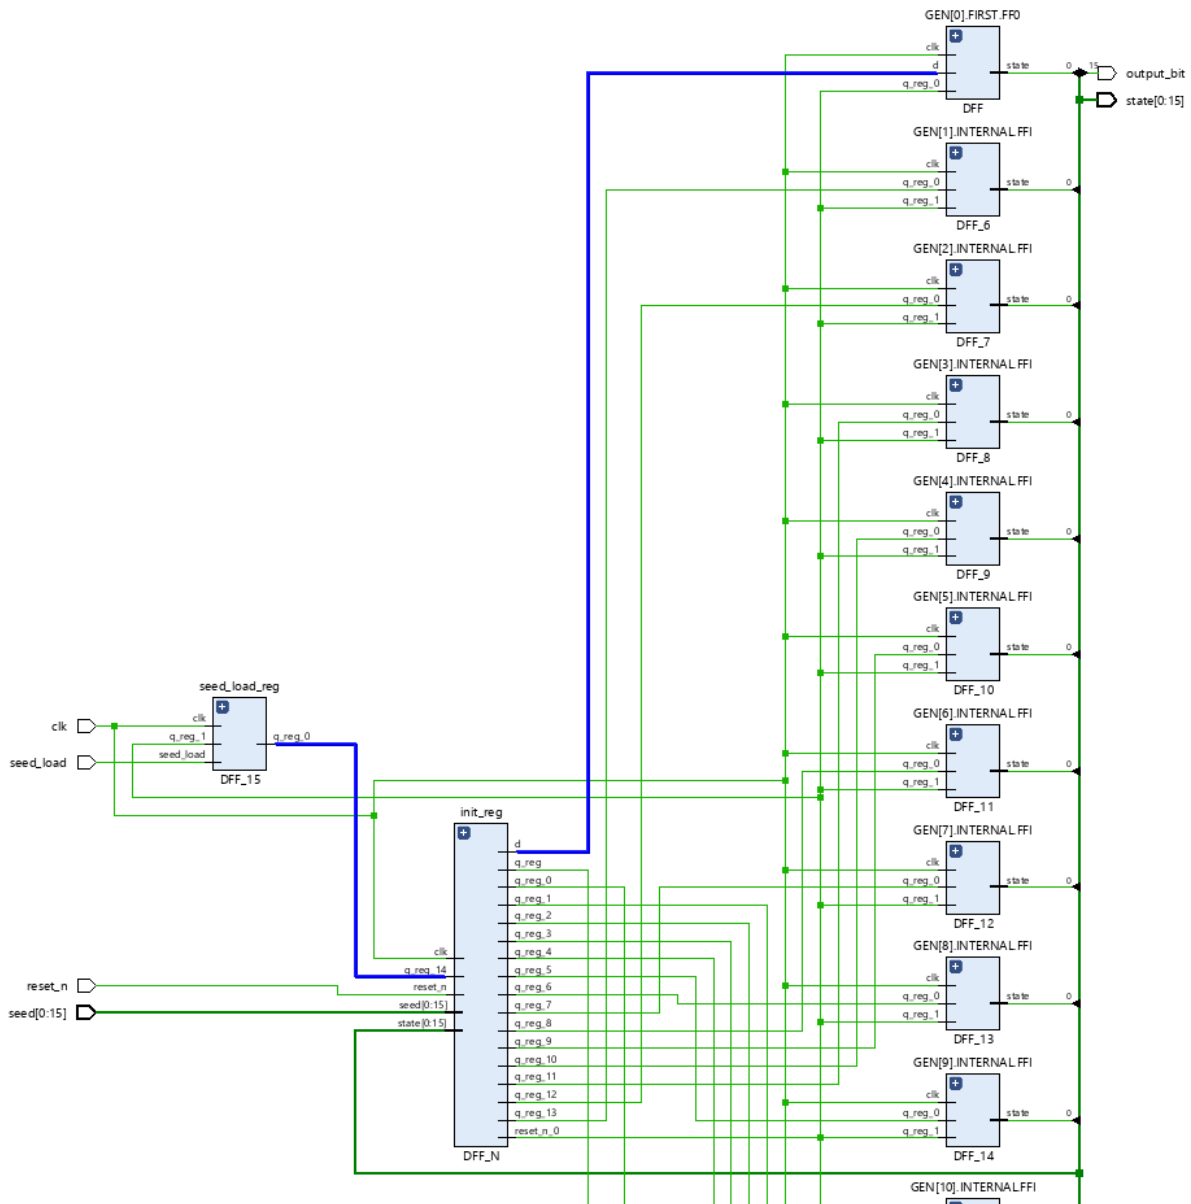 GEN[0].FIRST.FF0
clk
d
q_reg_0
state
0
15
output_bit
state[0:15]
DFF
GEN[1].INTERNAL.FFI
clk
q_reg_0
q_reg_1
state
0
DFF_6
GEN[2].INTERNAL.FFI
clk
q_reg_0
q_reg_1
state
0
DFF_7
GEN[3].INTERNAL.FFI
clk
q_reg_0
q_reg_1
state
0
DFF_8
GEN[4].INTERNAL.FFI
clk
q_reg_0
q_reg_1
state
0
DFF_9
GEN[5].INTERNAL.FFI
clk
q_reg_0
q_reg_1
state
0
DFF_10
GEN[6].INTERNAL.FFI
clk
q_reg_0
q_reg_1
state
0
DFF_11
GEN[7].INTERNAL.FFI
clk
q_reg_0
q_reg_1
state
0
DFF_12
GEN[8].INTERNAL.FFI
clk
q_reg_0
q_reg_1
state
0
DFF_13
GEN[9].INTERNAL.FFI
clk
q_reg_0
q_reg_1
state
0
DFF_14
GEN[10].INTERNAL.FFI
clk
seed_load
seed_load_reg
clk
q_reg_1
seed_load
q_reg_0
DFF_15
reset_n
seed[0:15]
init_reg
clk
q_reg_14
reset_n
seed[0:15]
state[0:15]
d
q_reg
q_reg_0
q_reg_1
q_reg_2
q_reg_3
q_reg_4
q_reg_5
q_reg_6
q_reg_7
q_reg_8
q_reg_9
q_reg_10
q_reg_11
q_reg_12
q_reg_13
reset_n_0
DFF_N